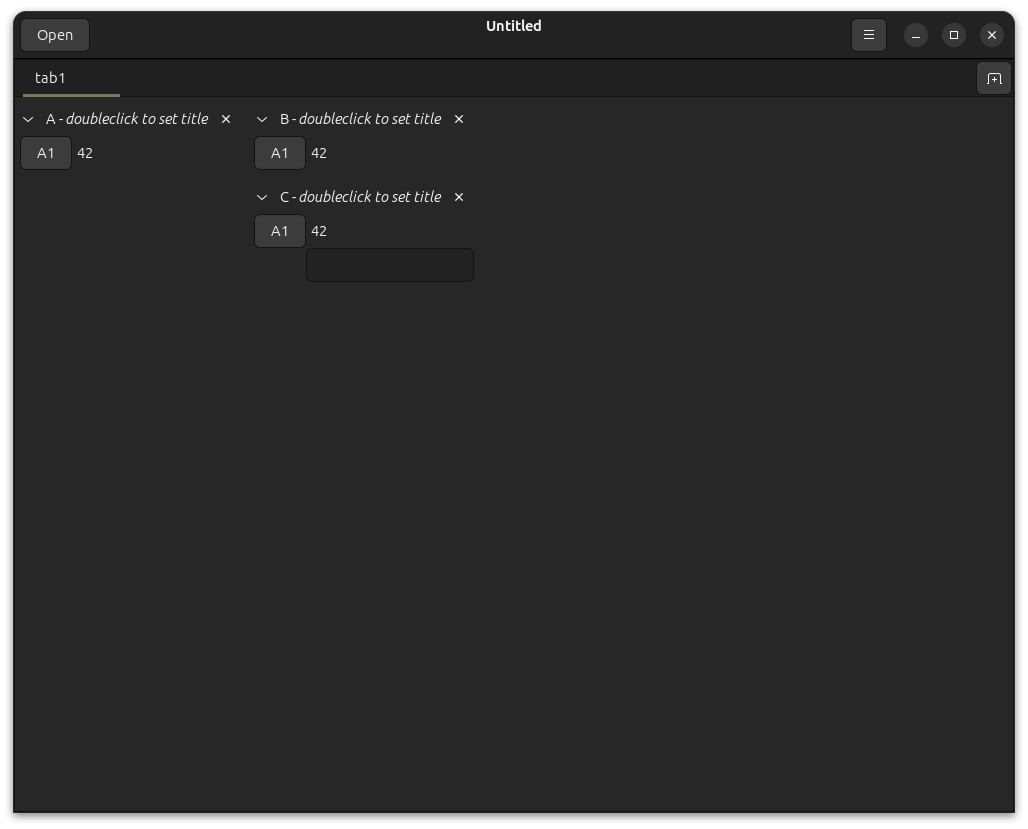 Open
Untitled
tab1
A - doubleclick to set title
A1 42
B - doubleclick to set title
A1 42
C - doubleclick to set title
A1 42